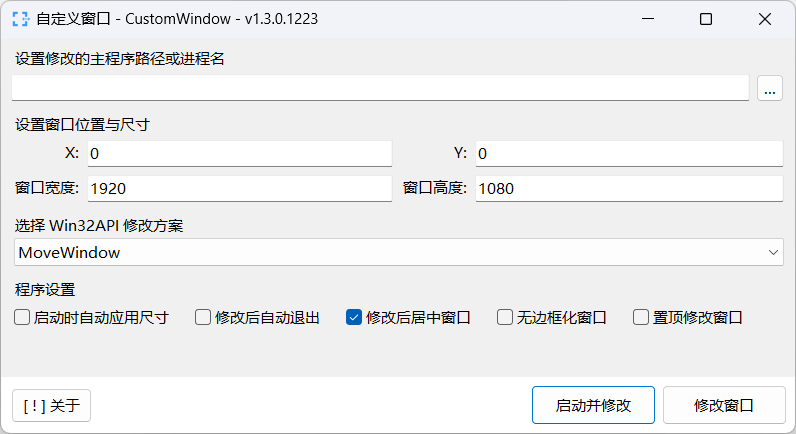 自定义窗口 - CustomWindow - v1.3.0.1223
设置修改的主程序路径或进程名
...
设置窗口位置与尺寸
X: 0 Y: 0
窗口宽度: 1920 窗口高度: 1080
选择 Win32API 修改方案
MoveWindow
程序设置
启动时自动应用尺寸 修改后自动退出 修改后居中窗口 无边框化窗口 置顶修改窗口
[ ! ] 关于 启动并修改 修改窗口